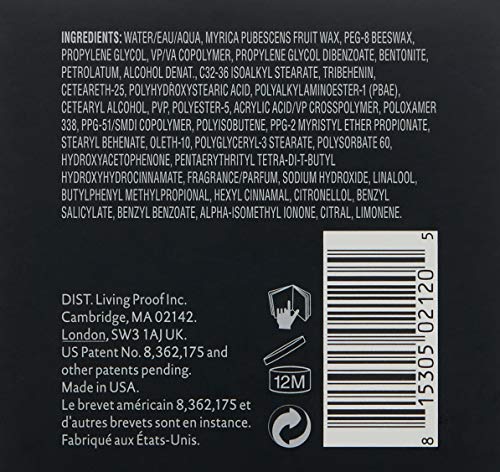 INGREDIENTS: WATER/EAU/AQUA, MYRICA PUBESCENS FRUIT WAX, PEG-8 BEESWAX,
PROPYLENE GLYCOL, VP/VA COPOLYMER, PROPYLENE GLYCOL DIBENZOATE, BENTONITE,
PETROLATUM, ALCOHOL DENAT., C32-36 ISOALKYL STEARATE, TRIBEHENIN,
CETEARETH-25, POLYHYDROXYSTEARIC ACID, POLYALKYLAMINOESTER-1 (PBAE),
CETEARYL ALCOHOL, PVP, POLYESTER-5, ACRYLIC ACID/VP CROSSPOLYMER, POLOXAMER
338, PPG-51/SMDI COPOLYMER, POLYISOBUTENE, PPG-2 MYRISTYL ETHER PROPIONATE,
STEARYL BEHENATE, OLETH-10, POLYGLYCERYL-3 STEARATE, POLYSORBATE 60,
HYDROXYACETOPHENONE, PENTAERYTHRITYL TETRA-DI-T-BUTYL
HYDROXYHYDROCINNAMATE, FRAGRANCE/PARFUM, SODIUM HYDROXIDE, LINALOOL,
BUTYLPHENYL METHYLPROPIONAL, HEXYL CINNAMAL, CITRONELLOL, BENZYL
SALICYLATE, BENZYL BENZOATE, ALPHA-ISOMETHYL IONONE, CITRAL, LIMONENE.
DIST. Living Proof Inc.
Cambridge, MA 02142.
London, SW3 1AJ UK.
US Patent No. 8,362,175 and
other patents pending.
Made in USA.
Le brevet américain 8,362,175 et
d'autres brevets sont en instance.
Fabriqué aux États-Unis.
12M
8 15305 02120 5